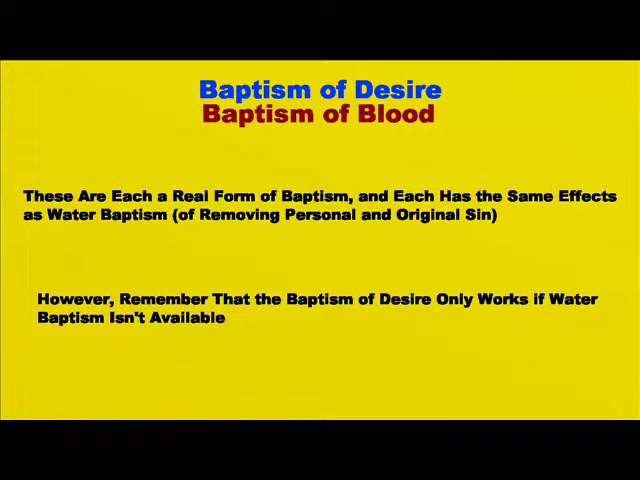 Baptism of Desire
Baptism of Blood
These Are Each a Real Form of Baptism, and Each Has the Same Effects
as Water Baptism (of Removing Personal and Original Sin)
However, Remember That the Baptism of Desire Only Works if Water
Baptism Isn't Available